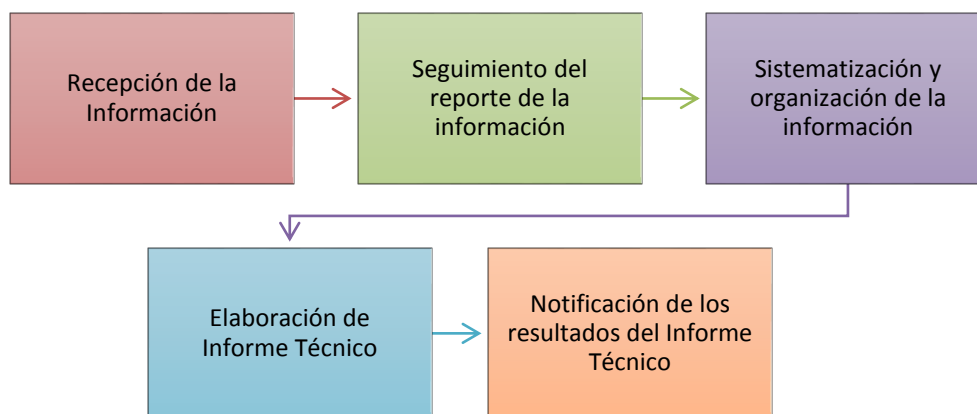 Recepción de la
Información
Seguimiento del
reporte de la
información
Sistematización y
organización de la
información
Elaboración de
Informe Técnico
Notificación de los
resultados del Informe
Técnico